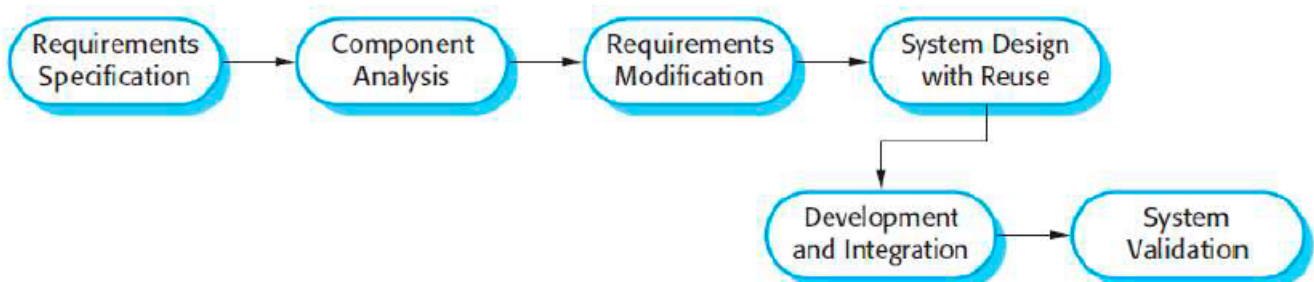 Requirements
Specification
Component
Analysis
Requirements
Modification
System Design
with Reuse
Development
and Integration
System
Validation